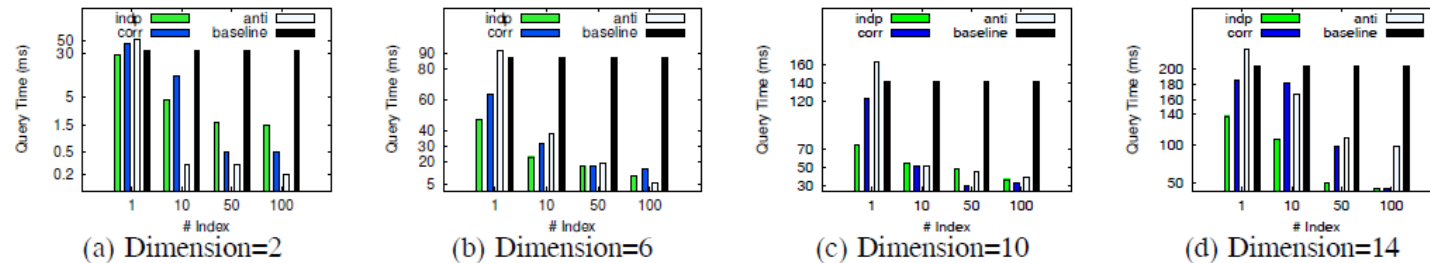 indp anti
corr baseline
Query Time (ms)
50
30
5
1.5
0.5
0.2
1 10 50 100
# Index
(a) Dimension=2
indp anti
corr baseline
Query Time (ms)
90
80
60
40
30
20
5
1 10 50 100
# Index
(b) Dimension=6
indp anti
corr baseline
Query Time (ms)
160
140
120
70
50
30
1 10 50 100
# Index
(c) Dimension=10
indp anti
corr baseline
Query Time (ms)
200
180
160
140
100
50
1 10 50 100
# Index
(d) Dimension=14